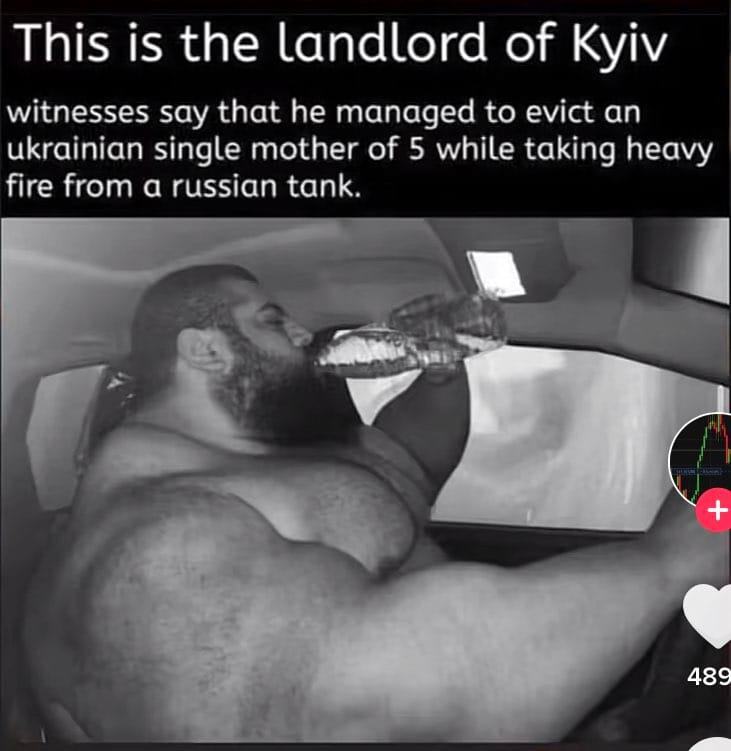 This is the landlord of Kyiv
witnesses say that he managed to evict an
ukrainian single mother of 5 while taking heavy
fire from a russian tank.
489